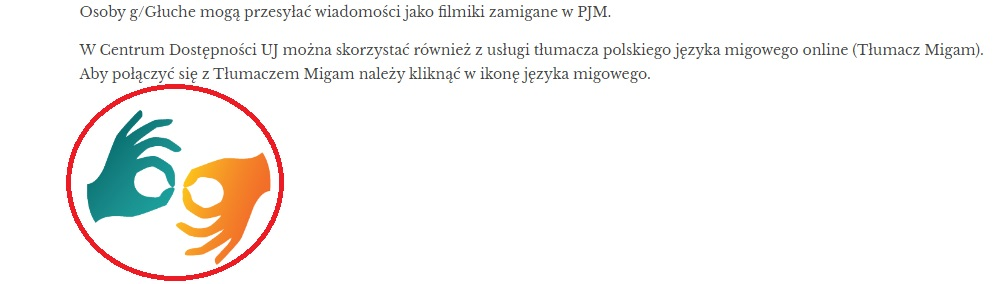 Osoby g/Głuche mogą przesyłać wiadomości jako filmiki zamigane w PJM.
W Centrum Dostępności UJ można skorzystać również z usługi tłumacza polskiego języka migowego online (Tłumacz Migam).
Aby połączyć się z Tłumaczem Migam należy kliknąć w ikonę języka migowego.